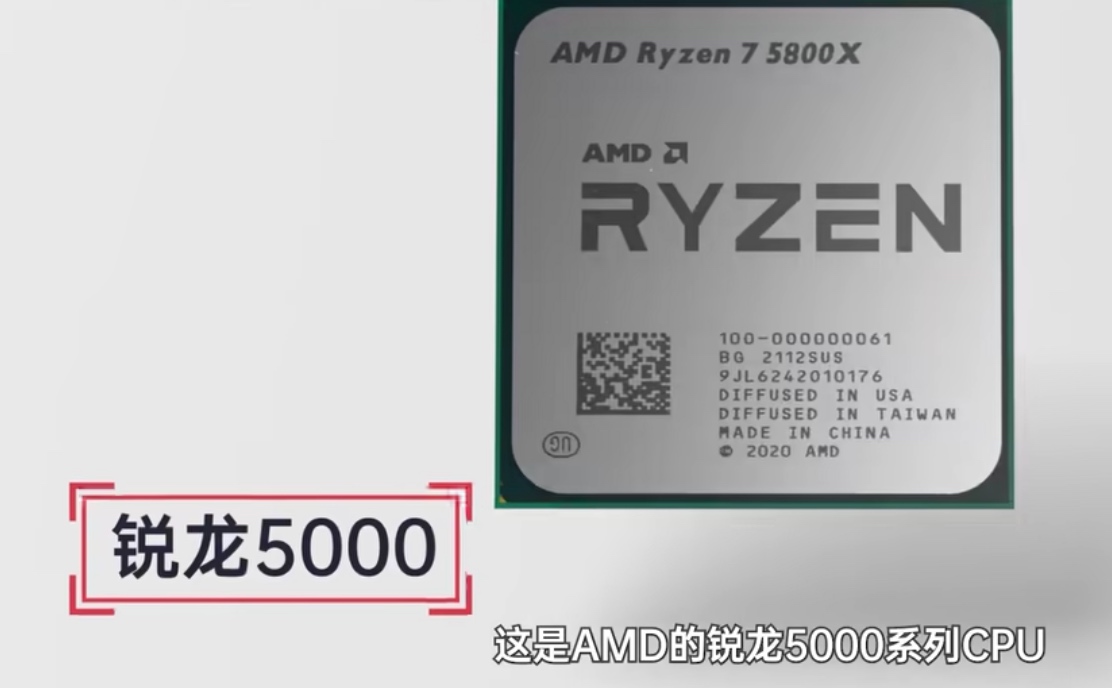 AMD Ryzen 7 5800X
AMD
RYZEN
100-000000061
BG 2112SUS
9JL6242010176
DIFFUSED IN USA
DIFFUSED IN TAIWAN
MADE IN CHINA
© 2020 AMD
锐龙5000
这是AMD的锐龙5000系列CPU